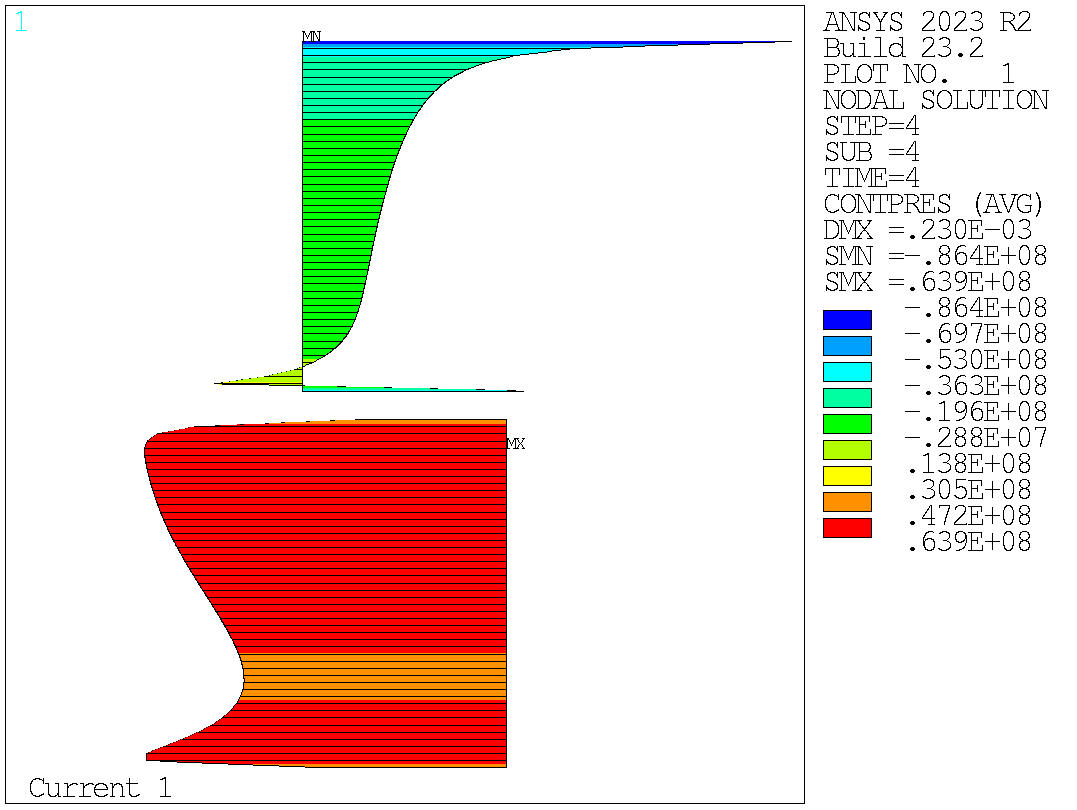 1
MN
MX
Current 1
ANSYS 2023 R2
Build 23.2
PLOT NO.   1
NODAL SOLUTION
STEP=4
SUB =4
TIME=4
CONTPRES (AVG)
DMX =.230E-03
SMN =-.864E+08
SMX =.639E+08
-.864E+08
-.697E+08
-.530E+08
-.363E+08
-.196E+08
-.288E+07
.138E+08
.305E+08
.472E+08
.639E+08